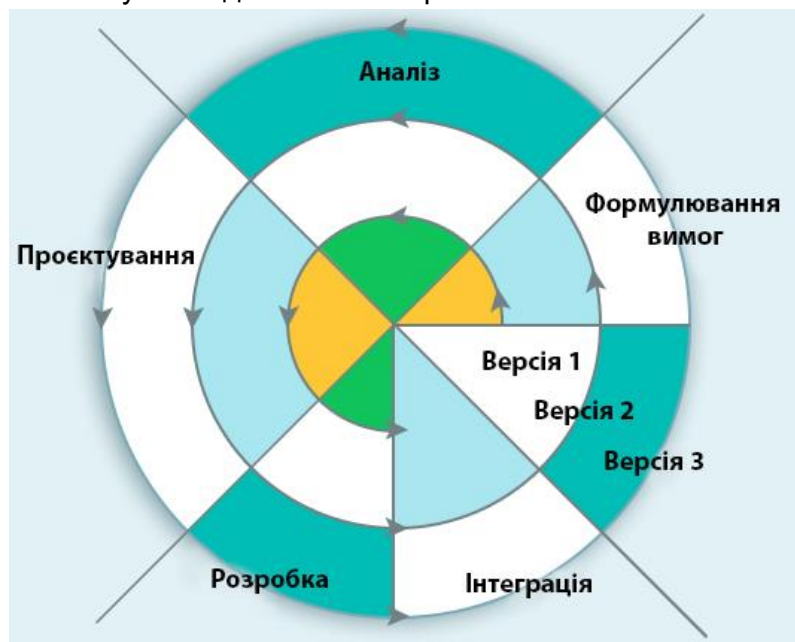 Аналіз
Формулювання
вимог
Проєктування
Версія 1
Версія 2
Версія 3
Розробка
Інтеграція